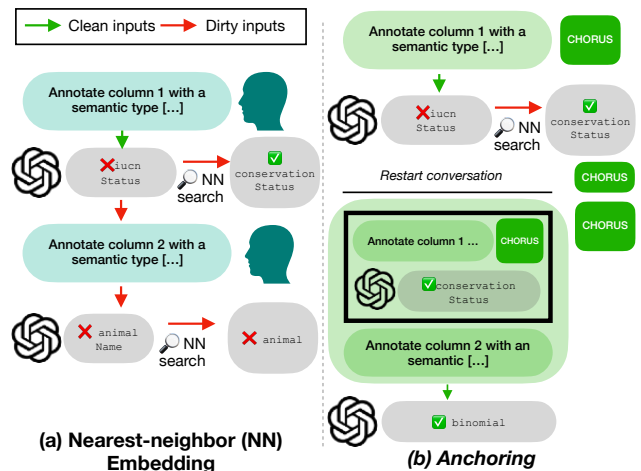 Clean inputs
Dirty inputs
Annotate column 1 with a
semantic type [...]
❌iucn
Status
NN
search
✅
conservation
Status
Annotate column 2 with a
semantic type [...]
❌ animal
Name
NN
search
❌ animal
(a) Nearest-neighbor (NN)
Embedding
Annotate column 1 with a
semantic type [...]
CHORUS
❌iucn
Status
NN
search
✅
conservation
Status
Restart conversation
CHORUS
CHORUS
Annotate column 1 ...
CHORUS
✅conservation
Status
Annotate column 2 with an
semantic [...]
✅ binomial
(b) Anchoring